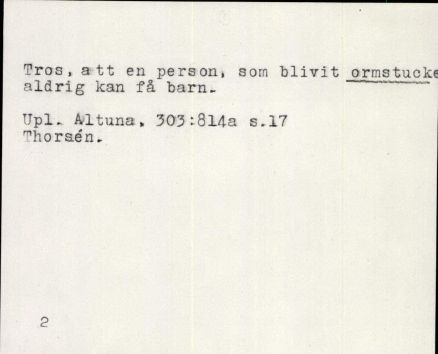 Tros, att en person, som blivit ormstucke
aldrig kan få barn.
Upl. Altuna, 303:814a s.17
Thorsén.
2